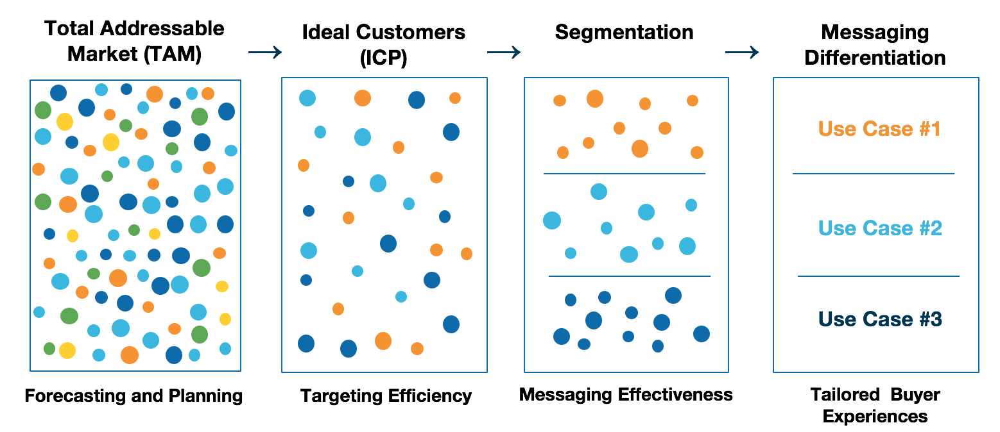 Total Addressable
Market (TAM)
Ideal Customers
(ICP)
Segmentation
Messaging
Differentiation
Use Case #1
Use Case #2
Use Case #3
Forecasting and Planning
Targeting Efficiency
Messaging Effectiveness
Tailored Buyer
Experiences